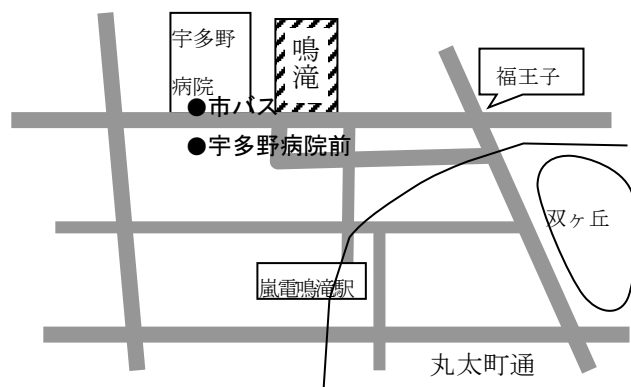 宇多野
病院
鳴
滝
福王子
●市バス
●宇多野病院前
双ヶ丘
嵐電鳴滝駅
丸太町通